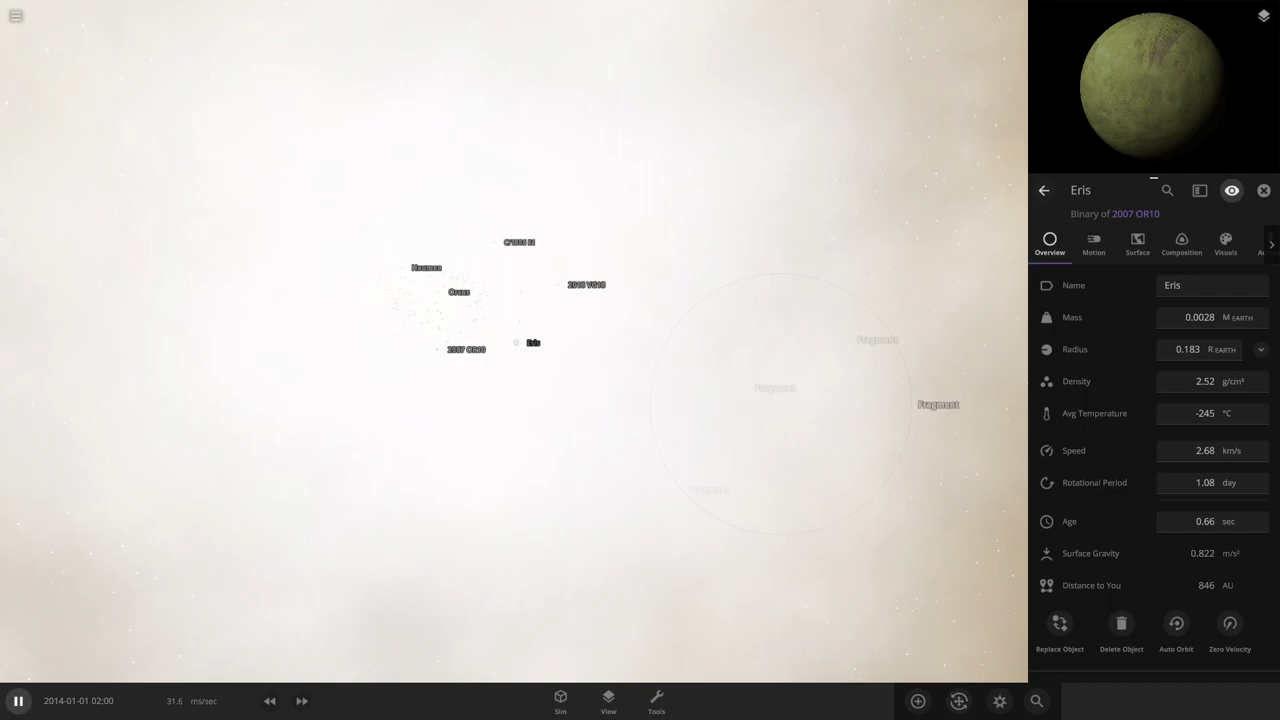 Eris
Binary of 2007 OR10
Overview
Motion
Surface
Composition
Visuals
Name
Eris
Mass
0.0028 M EARTH
Radius
0.183 R EARTH
Density
2.52 g/cm³
Avg Temperature
-245 °C
Speed
2.68 km/s
Rotational Period
1.08 day
Age
0.66 sec
Surface Gravity
0.822 m/s²
Distance to You
846 AU
Replace Object
Delete Object
Auto Orbit
Zero Velocity
Haumea
Orcus
2007 OR10
Eris
Fragment
Fragment
Fragment
Fragment
2014-01-01 02:00
31.6 ms/sec
Sim
View
Tools